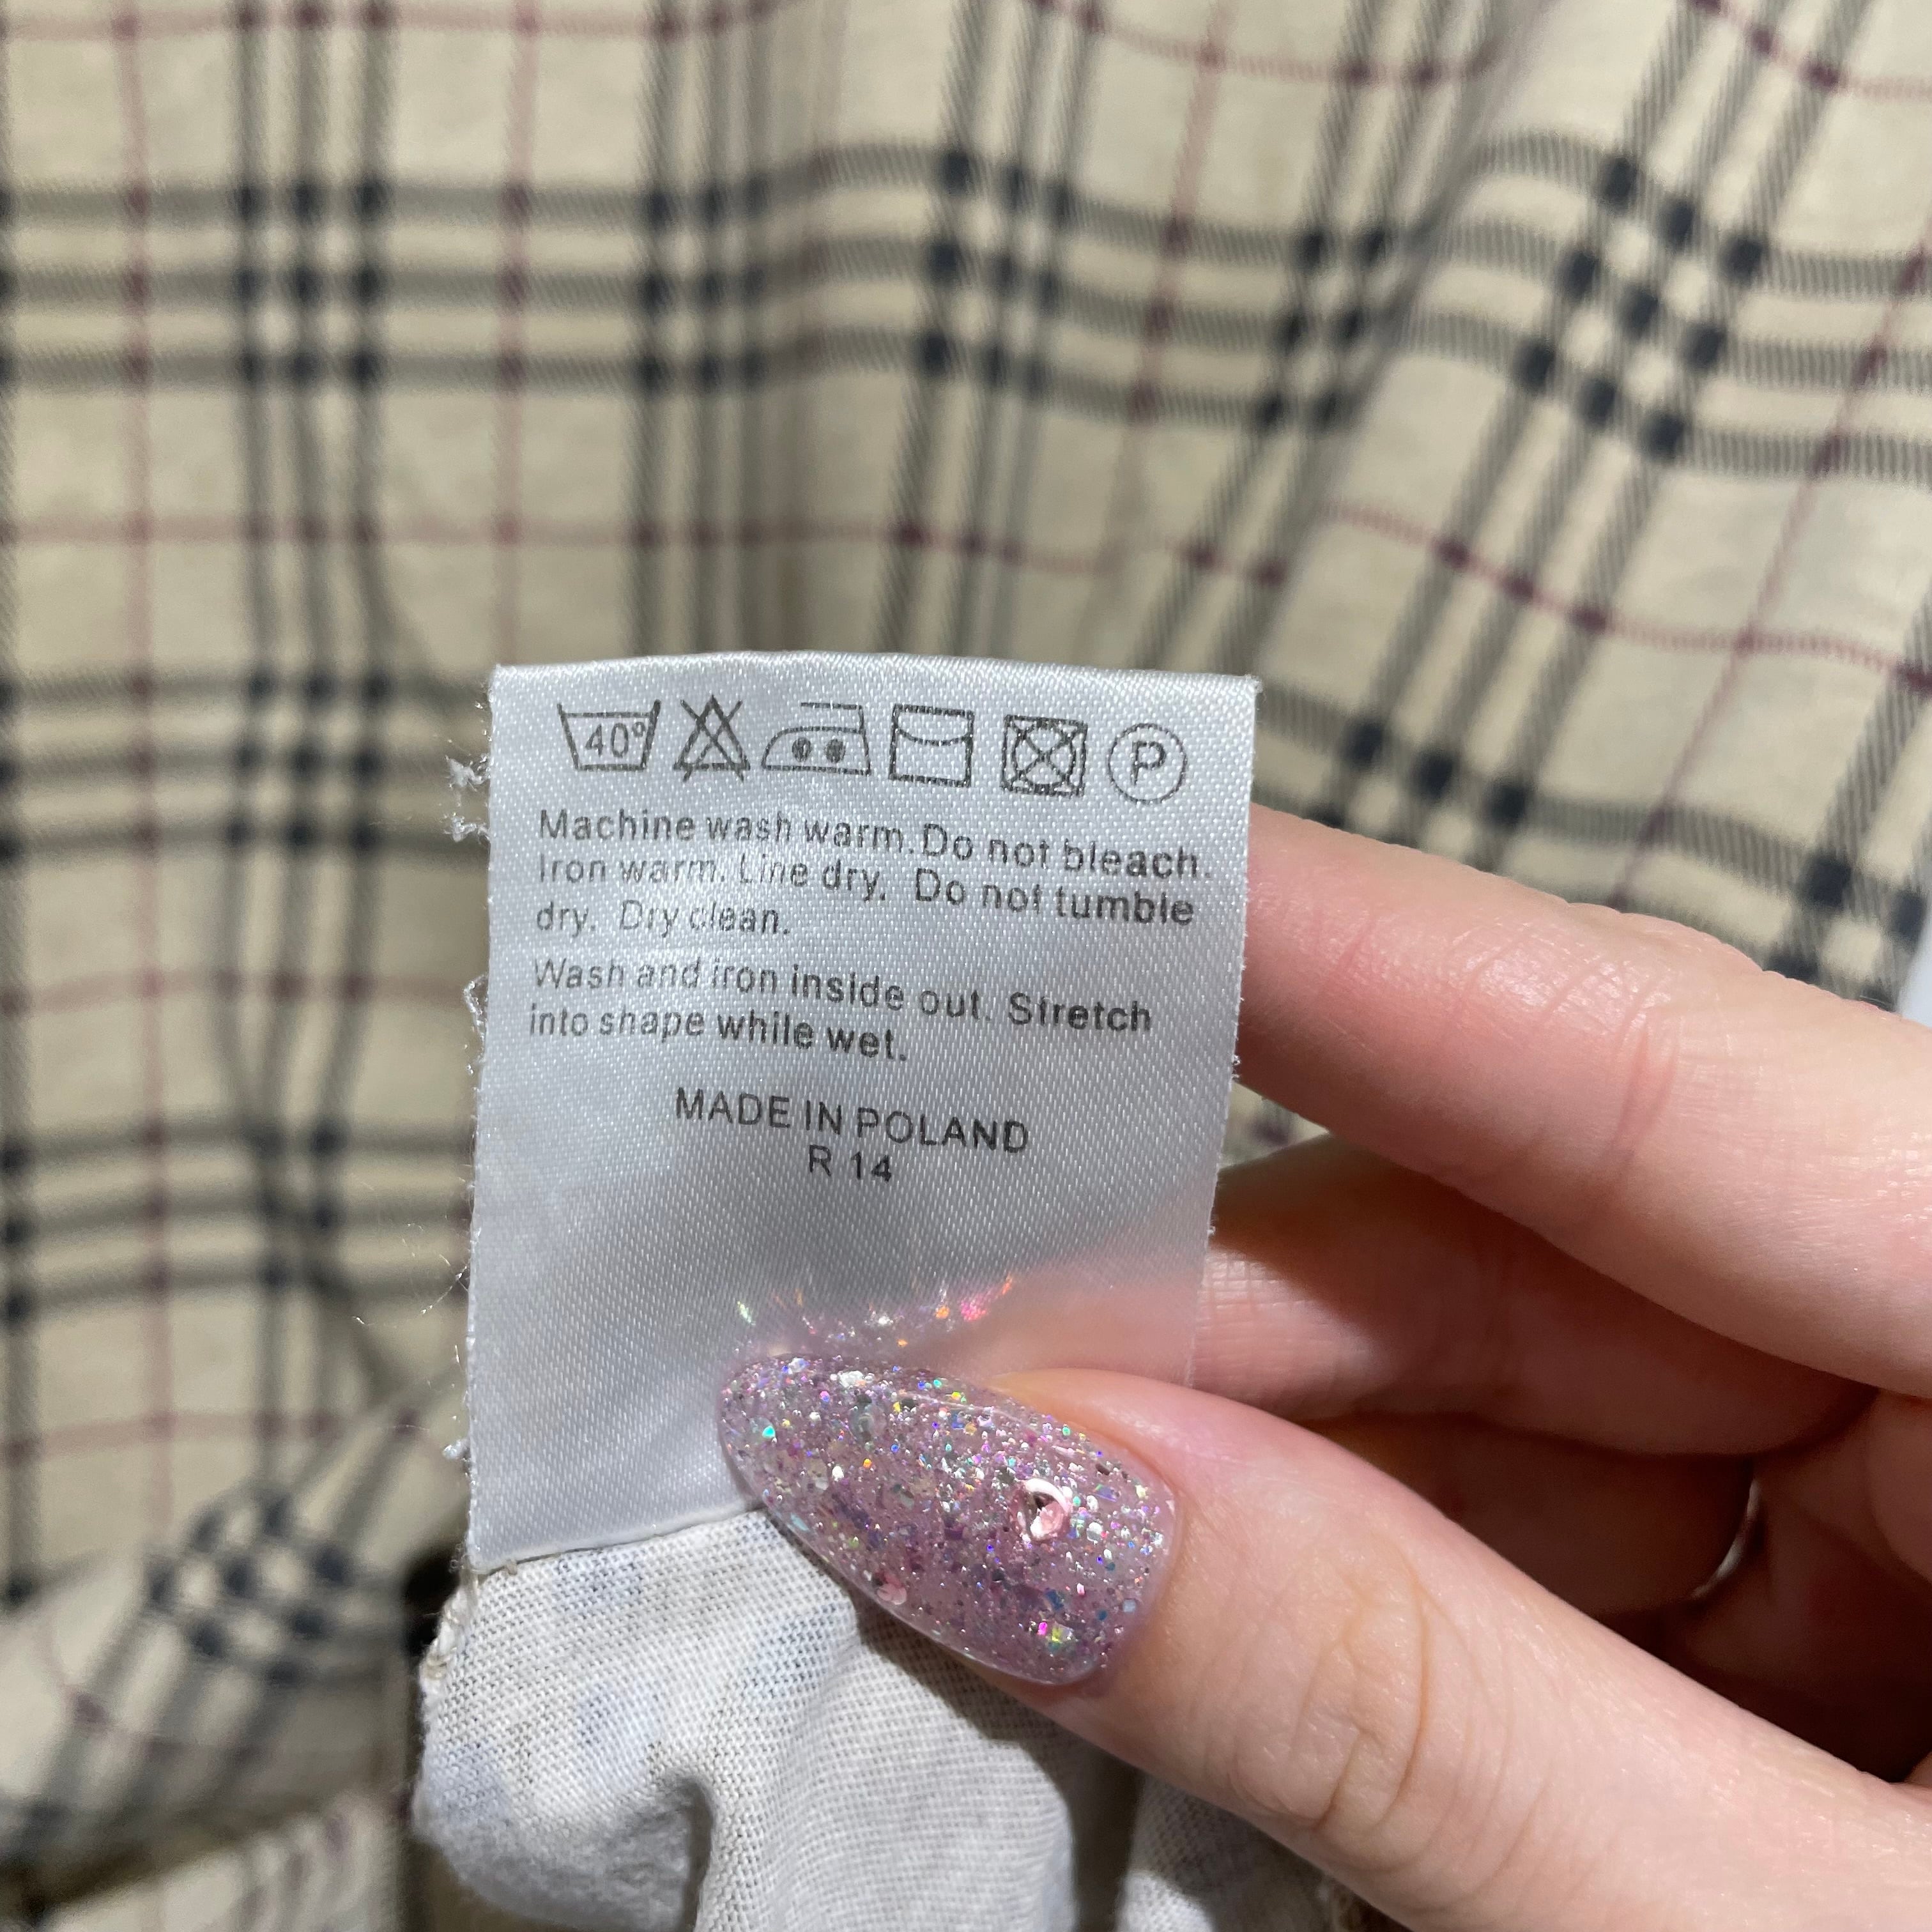 40°
P
Machine wash warm.Do not bleach.
Iron warm. Line dry. Do not tumble
dry. Dry clean.
Wash and iron inside out. Stretch
into shape while wet.
MADE IN POLAND
R 14